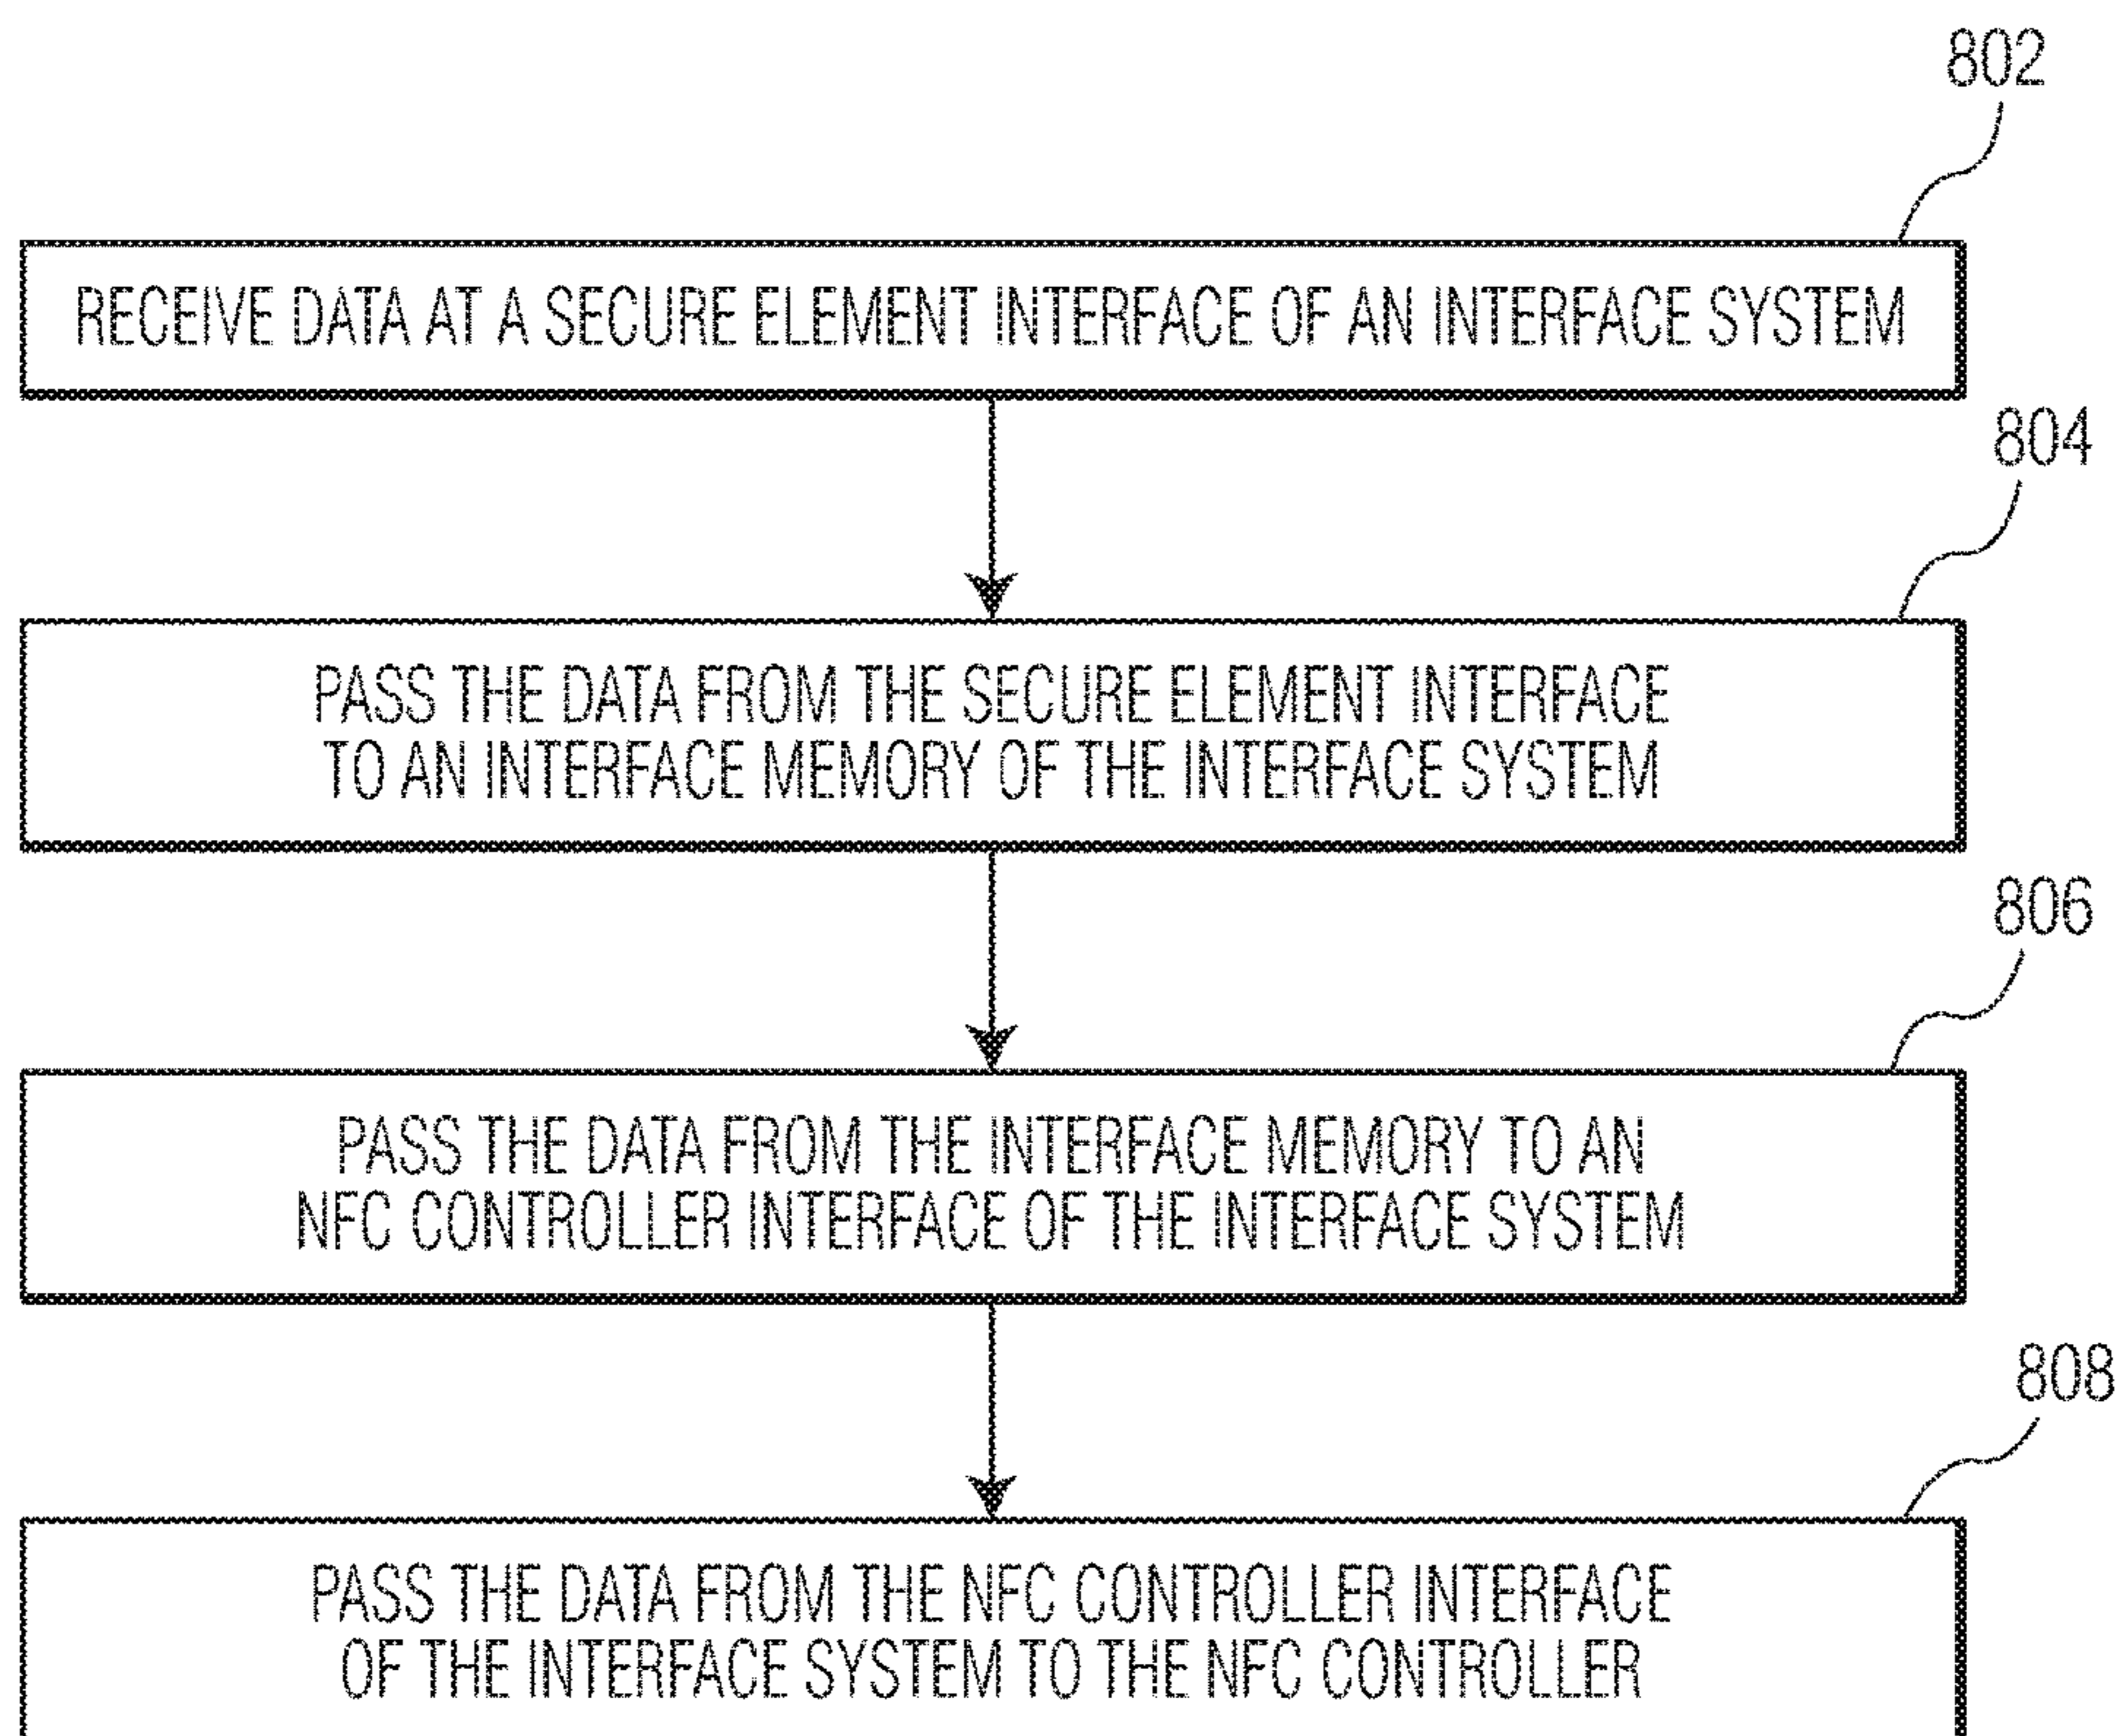 802
RECEIVE DATA AT A SECURE ELEMENT INTERFACE OF AN INTERFACE SYSTEM
804
PASS THE DATA FROM THE SECURE ELEMENT INTERFACE
TO AN INTERFACE MEMORY OF THE INTERFACE SYSTEM
806
PASS THE DATA FROM THE INTERFACE MEMORY TO AN
NFC CONTROLLER INTERFACE OF THE INTERFACE SYSTEM
808
PASS THE DATA FROM THE NFC CONTROLLER INTERFACE
OF THE INTERFACE SYSTEM TO THE NFC CONTROLLER